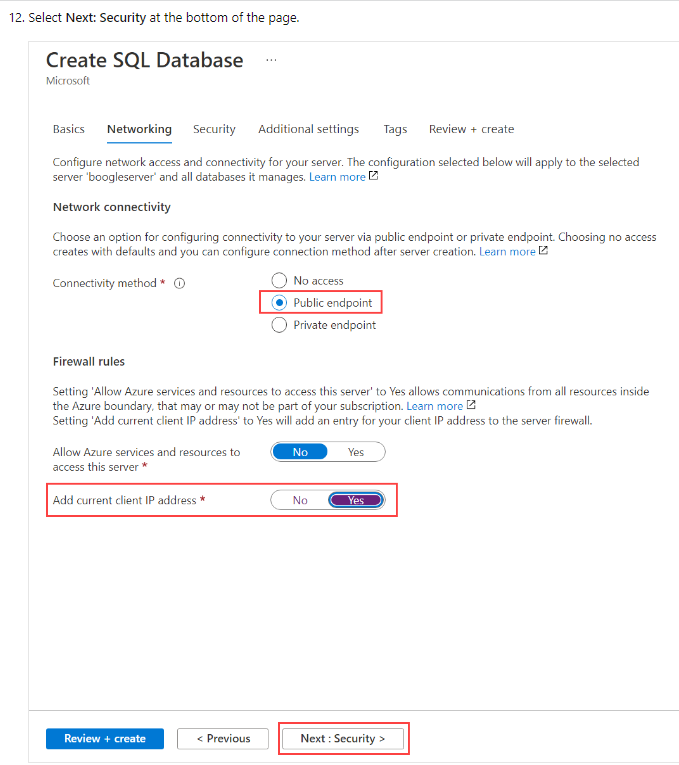 12. Select Next: Security at the bottom of the page.
Create SQL Database ...
Microsoft
Basics Networking Security Additional settings Tags Review + create
Configure network access and connectivity for your server. The configuration selected below will apply to the selected
server 'boogleserver' and all databases it manages. Learn more
Network connectivity
Choose an option for configuring connectivity to your server via public endpoint or private endpoint. Choosing no access
creates with defaults and you can configure connection method after server creation. Learn more
Connectivity method * No access
Public endpoint
Private endpoint
Firewall rules
Setting 'Allow Azure services and resources to access this server' to Yes allows communications from all resources inside
the Azure boundary, that may or may not be part of your subscription. Learn more
Setting 'Add current client IP address' to Yes will add an entry for your client IP address to the server firewall.
Allow Azure services and resources to No Yes
access this server *
Add current client IP address * No Yes
Review + create < Previous Next : Security >